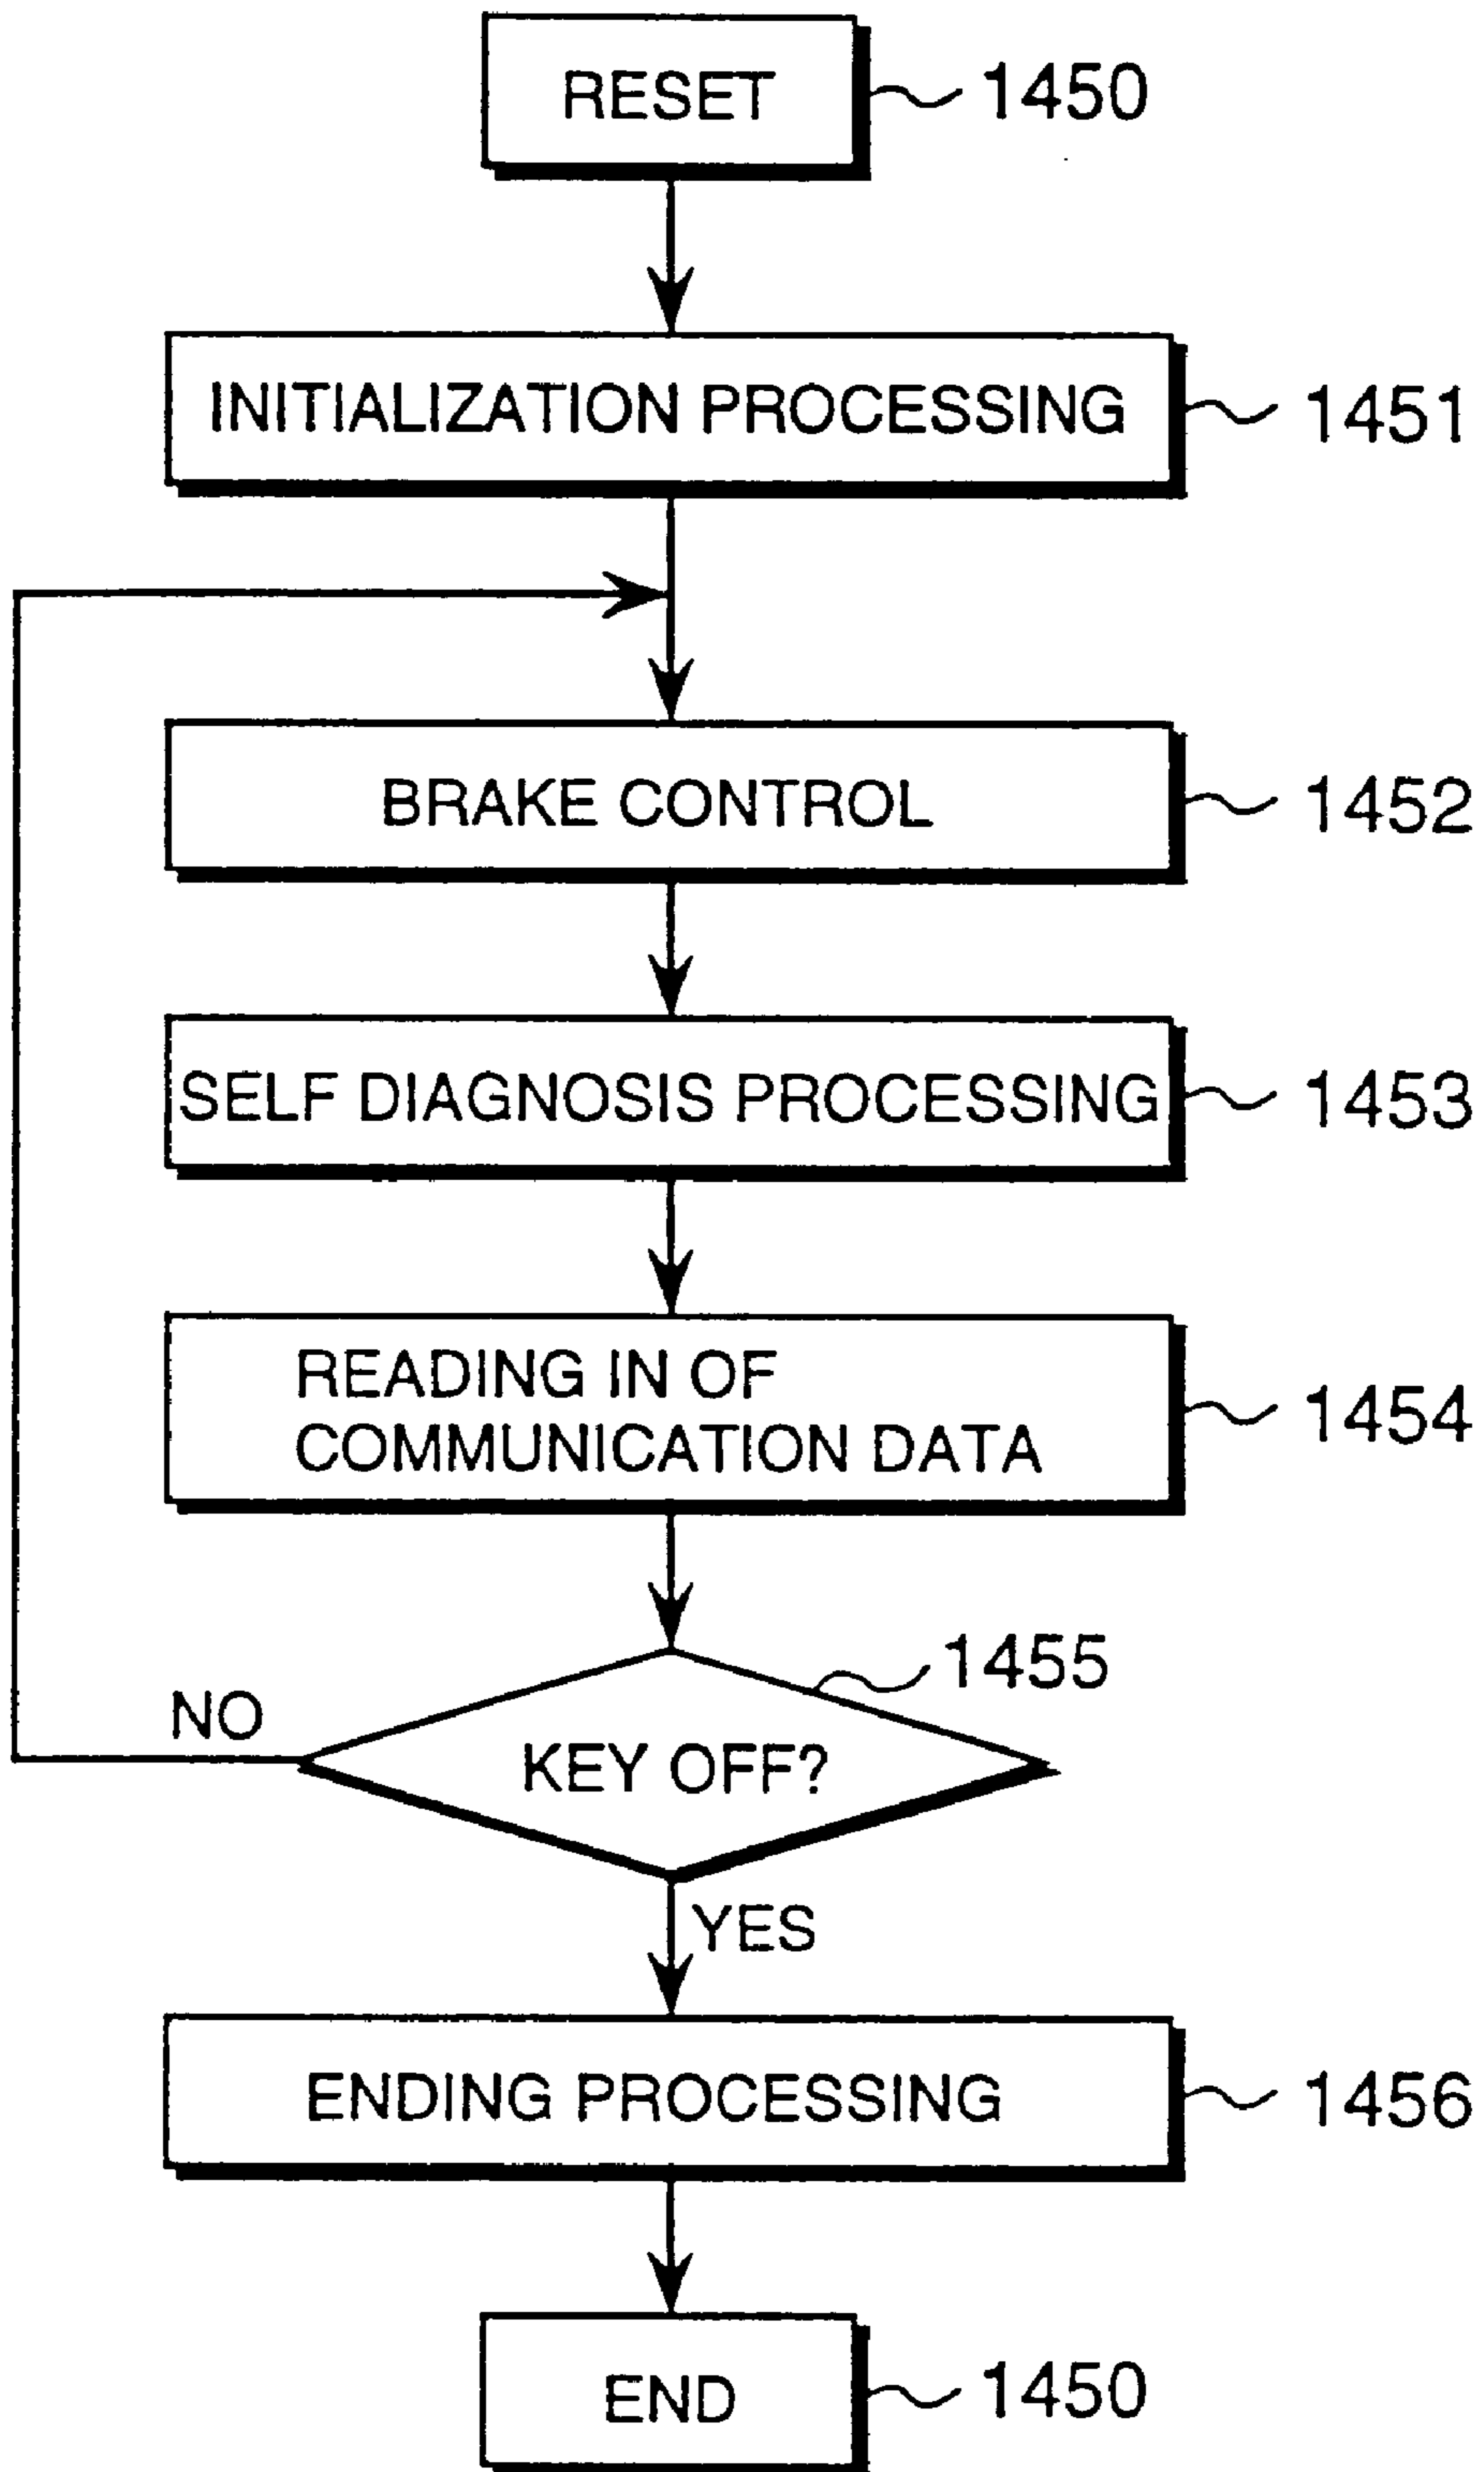 RESET
1450
INITIALIZATION PROCESSING
1451
BRAKE CONTROL
1452
SELF DIAGNOSIS PROCESSING
1453
READING IN OF
COMMUNICATION DATA
1454
1455
NO
KEY OFF?
YES
ENDING PROCESSING
1456
END
1450